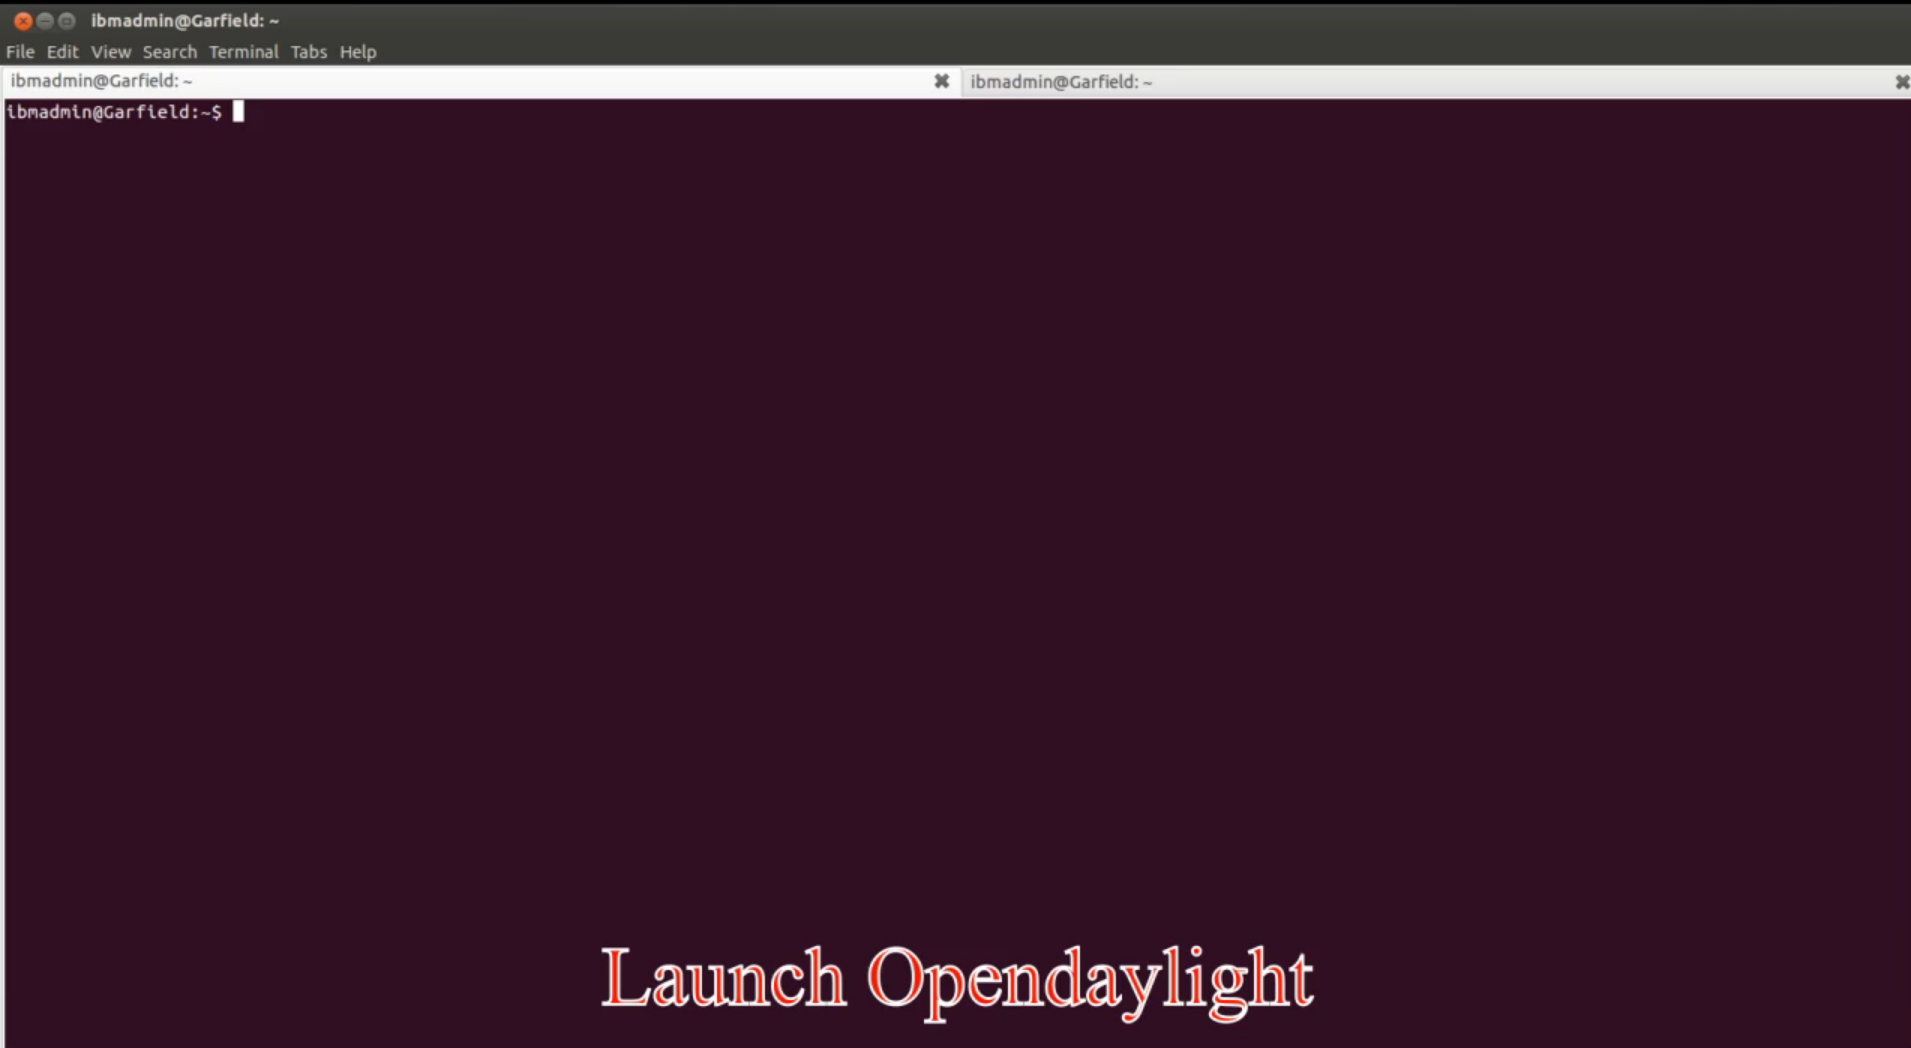 ibmadmin@Garfield: ~
File Edit View Search Terminal Tabs Help
ibmadmin@Garfield: ~
ibmadmin@Garfield: ~
ibmadmin@Garfield:~$
Launch Opendaylight